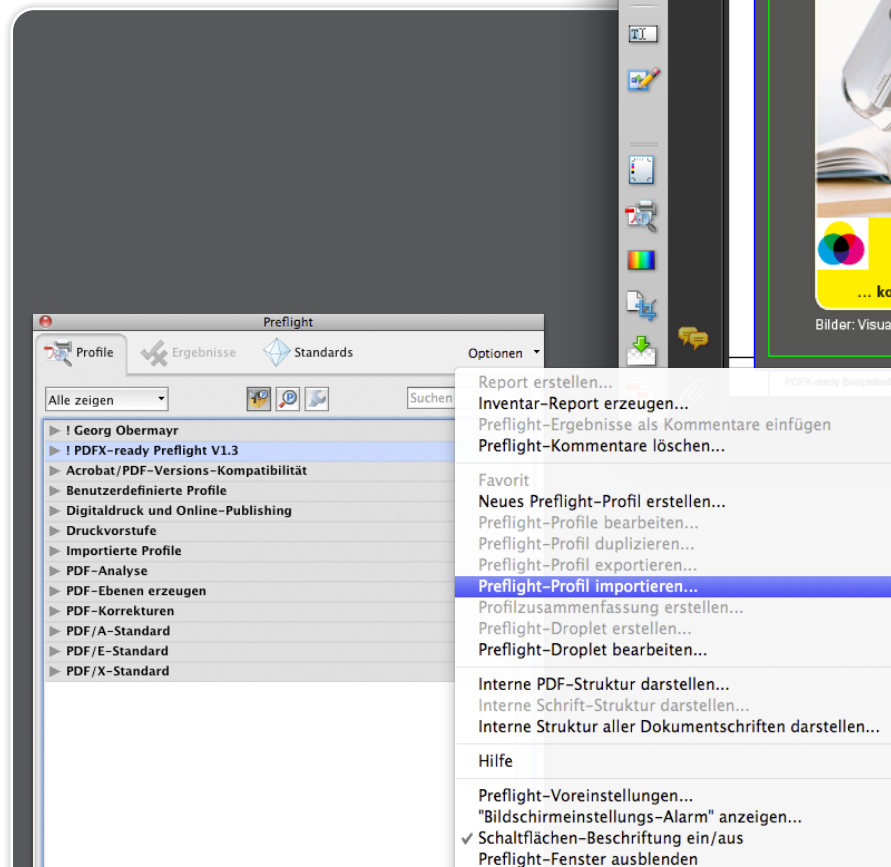 T
... ko
Bilder: Visua
PDFX-ready
Preflight
Profile
Ergebnisse
Standards
Optionen
Alle zeigen
Suchen
! Georg Obermayr
! PDFX-ready Preflight V1.3
Acrobat/PDF-Versions-Kompatibilität
Benutzerdefinierte Profile
Digitaldruck und Online-Publishing
Druckvorstufe
Importierte Profile
PDF-Analyse
PDF-Ebenen erzeugen
PDF-Korrekturen
PDF/A-Standard
PDF/E-Standard
PDF/X-Standard
Report erstellen...
Inventar-Report erzeugen...
Preflight-Ergebnisse als Kommentare einfügen
Preflight-Kommentare löschen...
Favorit
Neues Preflight-Profil erstellen...
Preflight-Profile bearbeiten...
Preflight-Profil duplizieren...
Preflight-Profil exportieren...
Preflight-Profil importieren...
Profilzusammenfassung erstellen...
Preflight-Droplet erstellen...
Preflight-Droplet bearbeiten...
Interne PDF-Struktur darstellen...
Interne Schrift-Struktur darstellen...
Interne Struktur aller Dokumentschriften darstellen...
Hilfe
Preflight-Voreinstellungen...
"Bildschirmeinstellungs-Alarm" anzeigen...
✓ Schaltflächen-Beschriftung ein/aus
Preflight-Fenster ausblenden